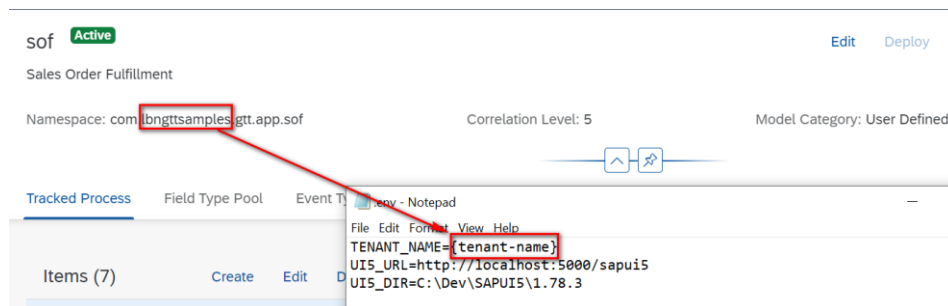 sof Active Edit Deploy
Sales Order Fulfillment
Namespace: com.lbngttsamples.gtt.app.sof Correlation Level: 5 Model Category: User Defined
Tracked Process Field Type Pool Event Ty
.env - Notepad
File Edit Format View Help
TENANT_NAME={tenant-name}
UI5_URL=http://localhost:5000/sapui5
UI5_DIR=C:\Dev\SAPUI5\1.78.3
Items (7) Create Edit D